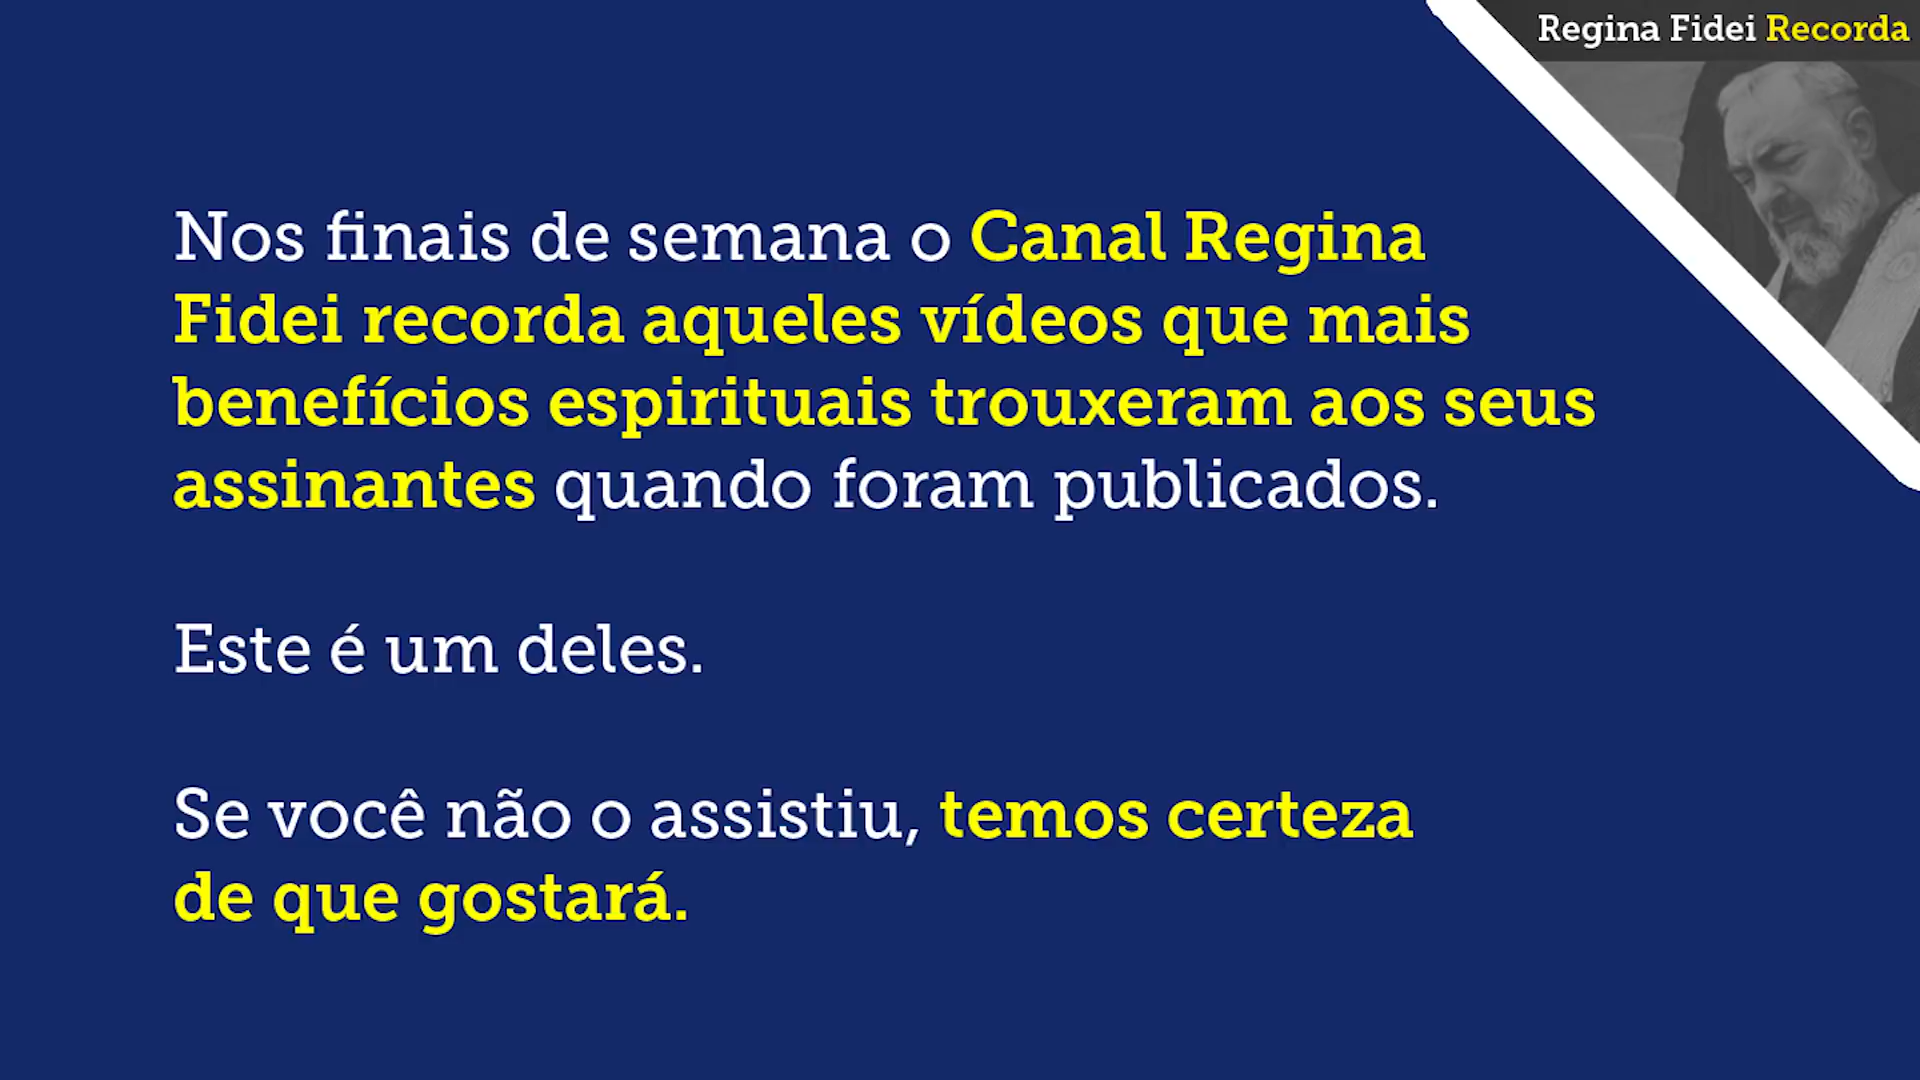 Regina Fidei Recorda
Nos finais de semana o Canal Regina
Fidei recorda aqueles vídeos que mais
benefícios espirituais trouxeram aos seus
assinantes quando foram publicados.
Este é um deles.
Se você não o assistiu, temos certeza
de que gostará.